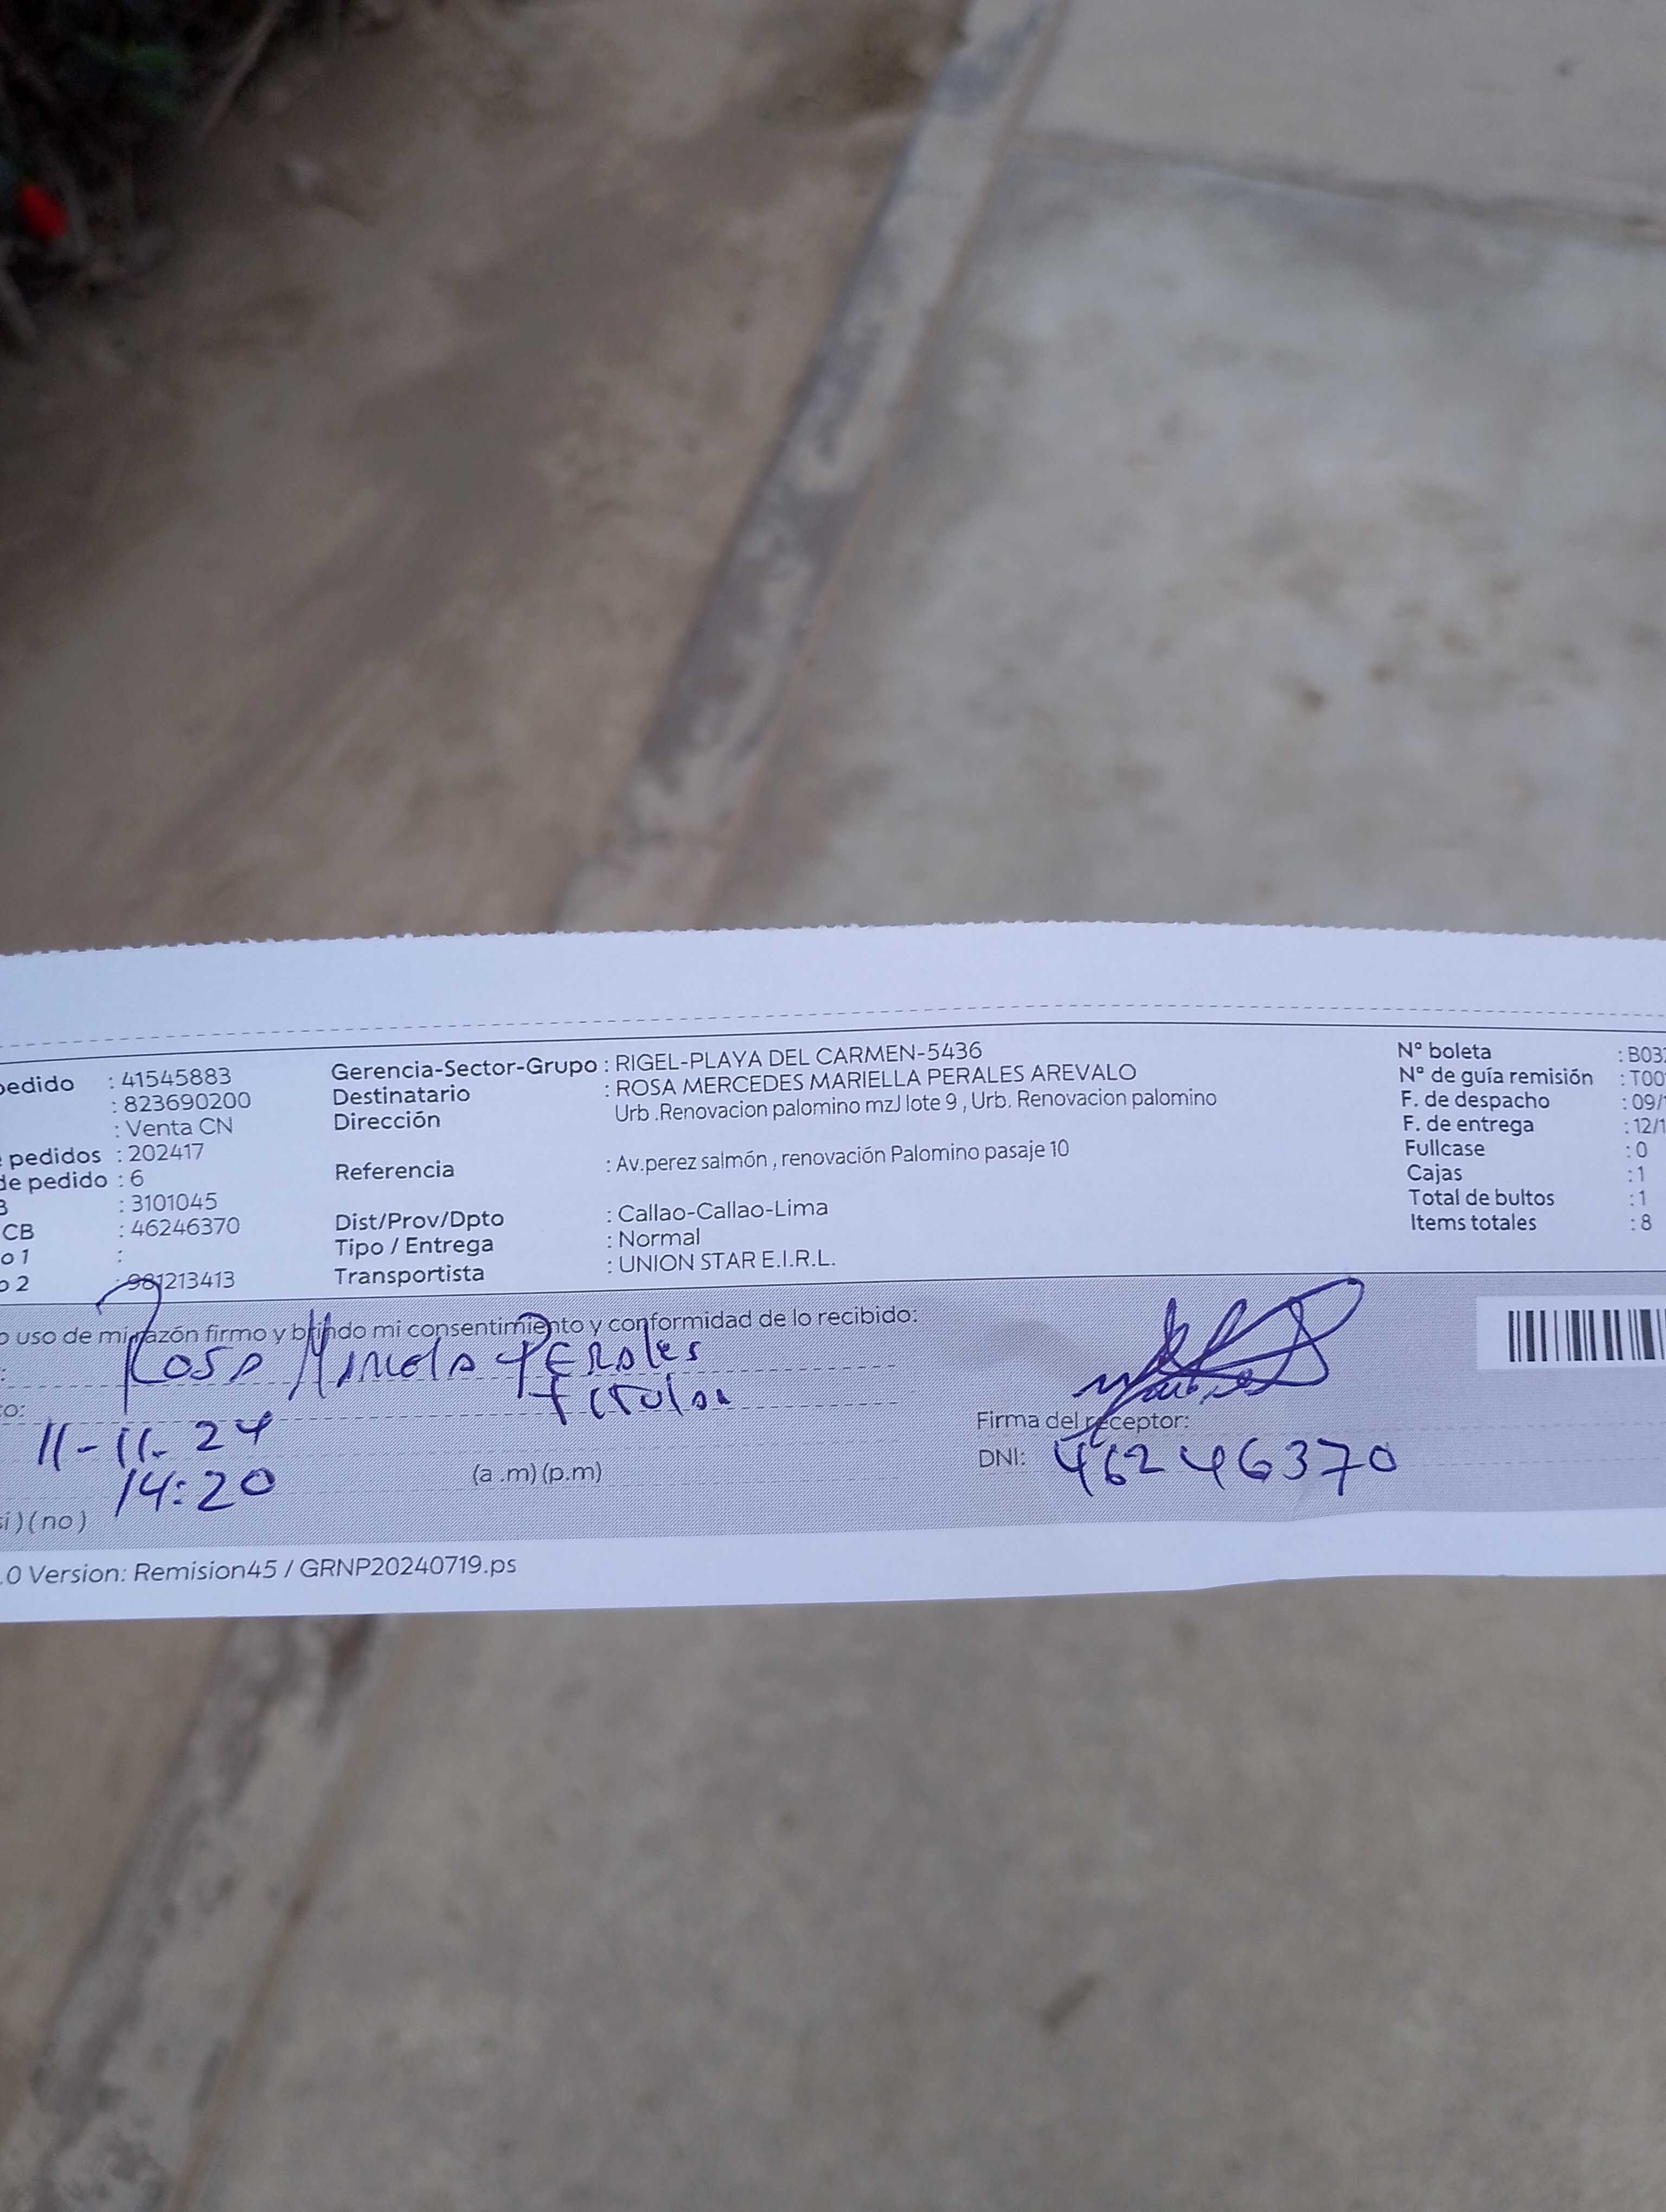 pedido : 41545883
: 823690200
: Venta CN
pedidos : 202417
de pedido : 6
: 3101045
CB : 46246370
o 1 :
o 2 : 981213413
Gerencia-Sector-Grupo : RIGEL-PLAYA DEL CARMEN-5436
Destinatario : ROSA MERCEDES MARIELLA PERALES AREVALO
Dirección Urb .Renovacion palomino mzJ lote 9 , Urb. Renovacion palomino
Referencia : Av.perez salmón , renovación Palomino pasaje 10
Dist/Prov/Dpto : Callao-Callao-Lima
Tipo / Entrega : Normal
Transportista : UNION STAR E.I.R.L.
N° boleta : B03
N° de guía remisión : T00
F. de despacho : 09/
F. de entrega : 12/1
Fullcase : 0
Cajas : 1
Total de bultos : 1
Items totales : 8
o uso de mi razón firmo y brindo mi consentimiento y conformidad de lo recibido:
Rosa Perales
titular
11-11-24
14:20 (a .m) (p.m)
Firma del receptor:
DNI: 46246370
si ) ( no )
.0 Version: Remision45 / GRNP20240719.ps